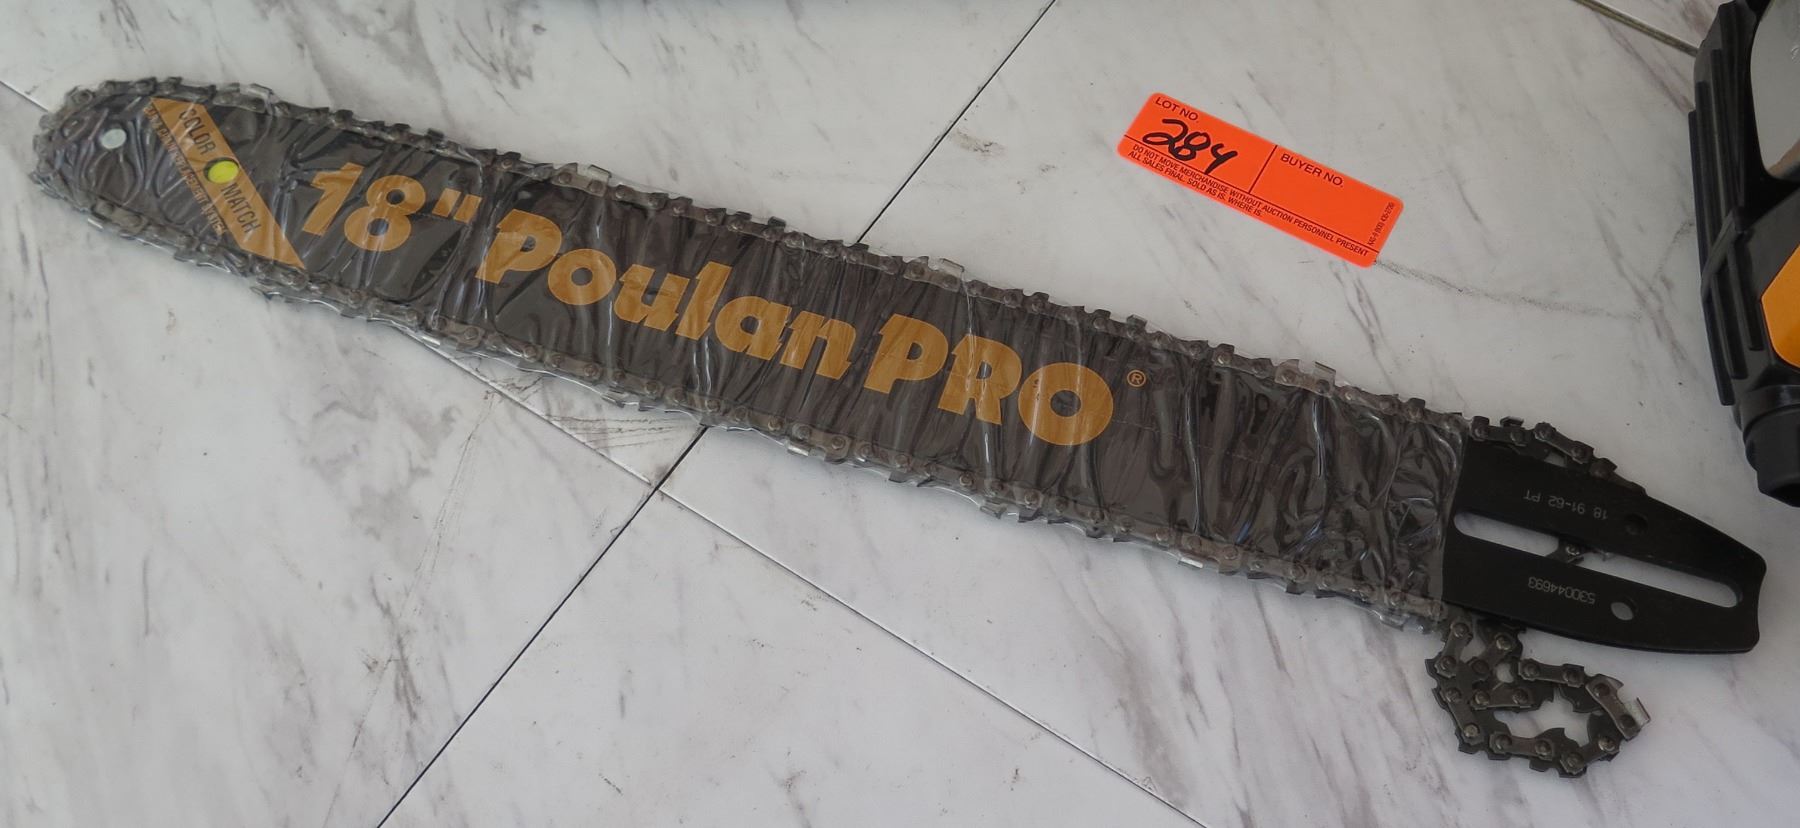 COLOR MATCH
18" Poulan PRO®
LOT NO.
284
BUYER NO.
DO NOT MOVE MERCHANDISE WITHOUT AUCTION PERSONNEL PRESENT
ALL SALES FINAL. SOLD AS IS. WHERE IS.
18 91-62 PT
530044693